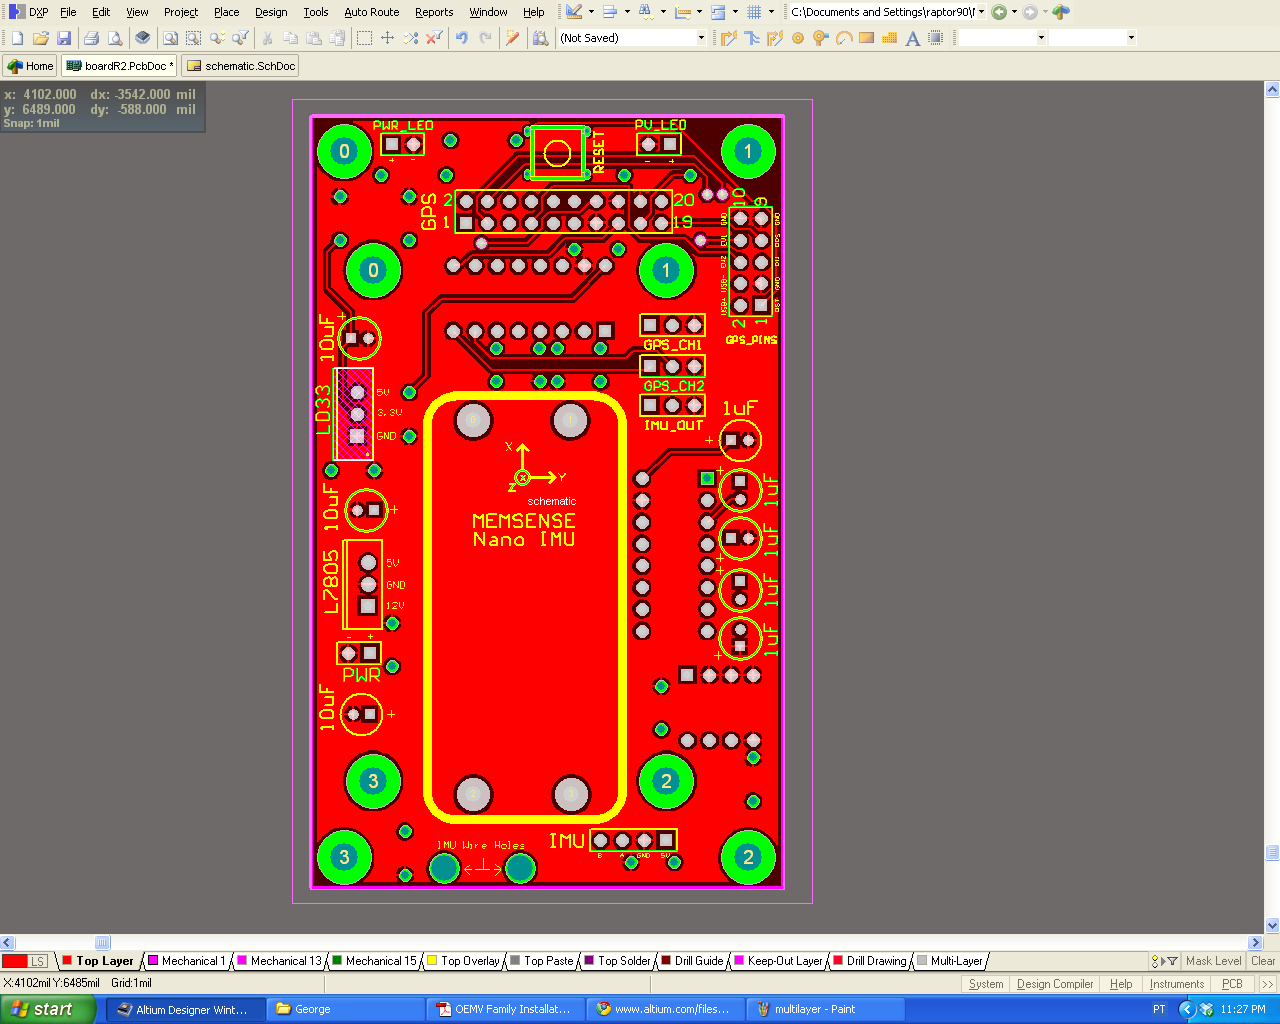 DXP File Edit View Project Place Design Tools Auto Route Reports Window Help
C:\Documents and Settings\raptor90\
(Not Saved)
Home boardR2.PcbDoc * schematic.SchDoc
x: 4102.000 dx: -3542.000 mil
y: 6489.000 dy: -588.000 mil
Snap: 1mil
PWR_LED PV_LED
0 RESET 1
+ - - +
GPS 2 20 10 9
1 19
0 1
2 1
GPS_PINS
10uF +
GPS_CH1
GPS_CH2
IMU_OUT
LD33 5V
3.3V
GND
1uF
+
X
Y
Z
schematic
MEMSENSE
Nano IMU
10uF +
1uF
1uF
1uF
1uF
L7805 5V
GND
12V
- +
PWR
10uF +
3 2
IMU Wire Holes
IMU
B A GND 5V
3 2
LS Top Layer Mechanical 1 Mechanical 13 Mechanical 15 Top Overlay Top Paste Top Solder Drill Guide Keep-Out Layer Drill Drawing Multi-Layer Mask Level Clear
X:4102mil Y:6485mil Grid:1mil System Design Compiler Help Instruments PCB >>
start Altium Designer Wint... George OEMV Family Installat... www.altium.com/files... multilayer - Paint PT 11:27 PM